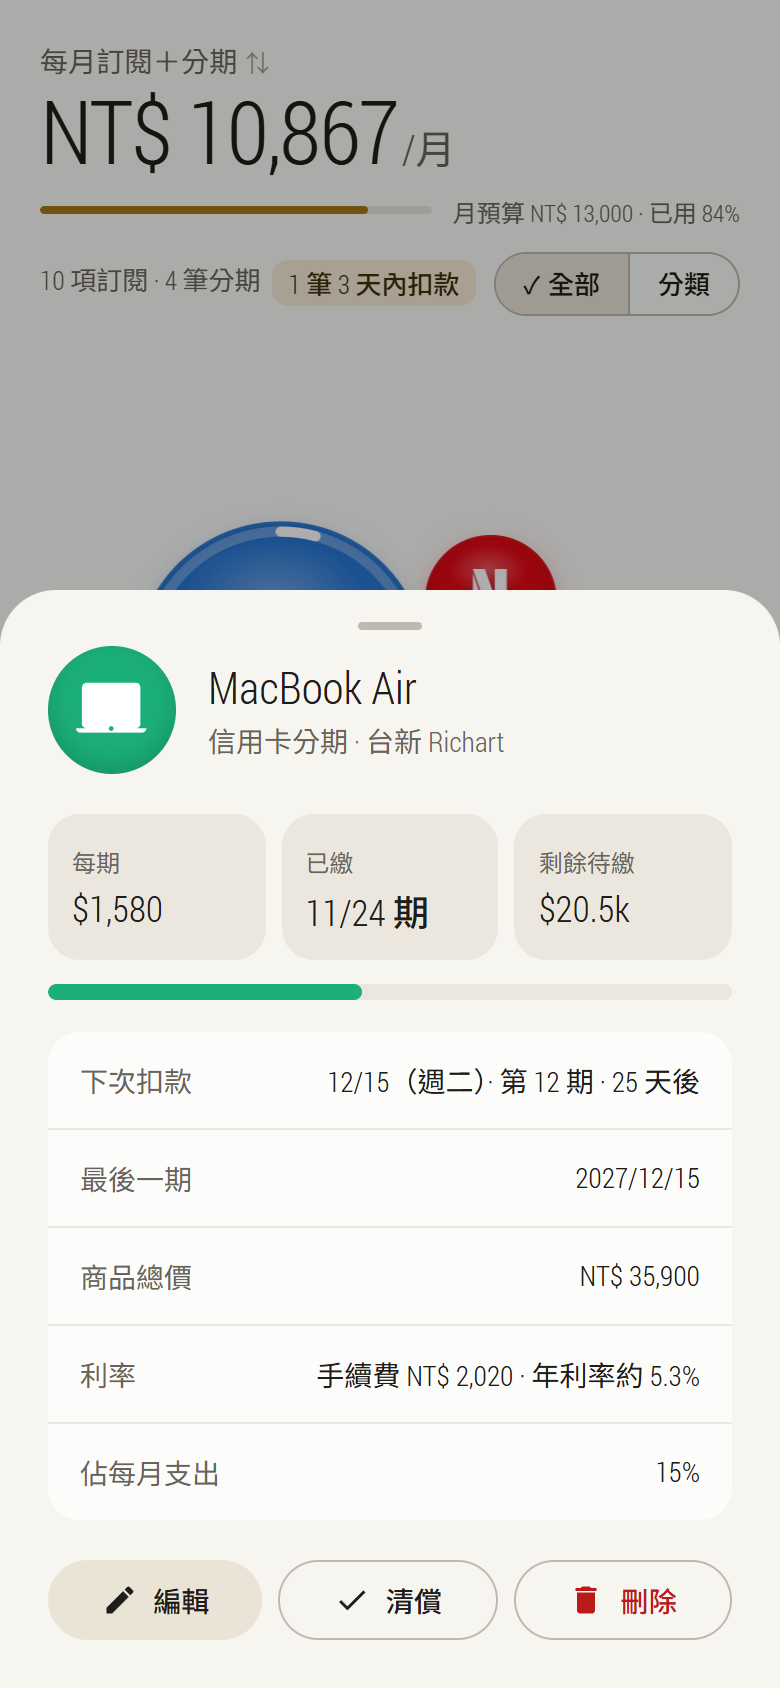 每月訂閱＋分期 ⇅
NT$ 10,867/月
月預算 NT$ 13,000 · 已用 84%
10 項訂閱 · 4 筆分期
1 筆 3 天內扣款
✓ 全部
分類
N
MacBook Air
信用卡分期 · 台新 Richart
每期
$1,580
已繳
11/24 期
剩餘待繳
$20.5k
下次扣款
12/15（週二）· 第 12 期 · 25 天後
最後一期
2027/12/15
商品總價
NT$ 35,900
利率
手續費 NT$ 2,020 · 年利率約 5.3%
佔每月支出
15%
編輯
清償
刪除